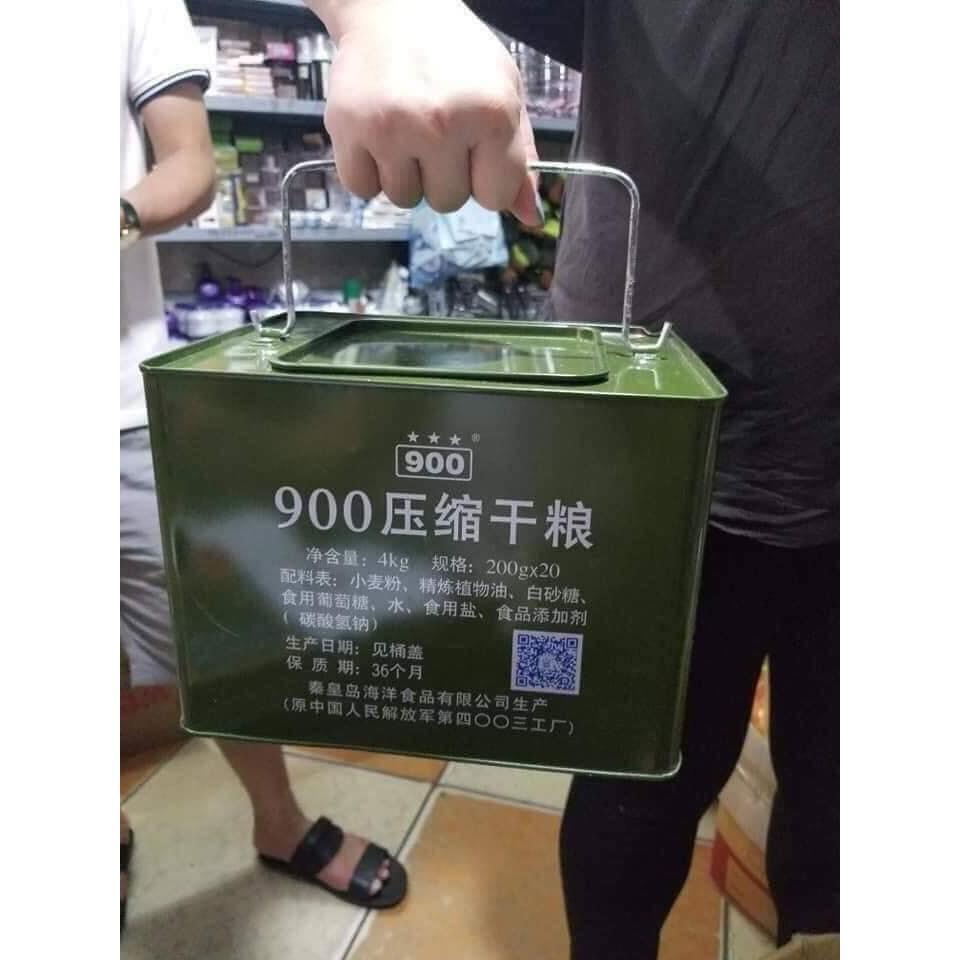 ★★★®
900
900压缩干粮
净含量：4kg 规格：200gx20
配料表：小麦粉、精炼植物油、白砂糖、
食用葡萄糖、水、食用盐、食品添加剂
（碳酸氢钠）
生产日期：见桶盖
保 质 期：36个月
秦皇岛海洋食品有限公司生产
(原中国人民解放军第四〇〇三工厂)